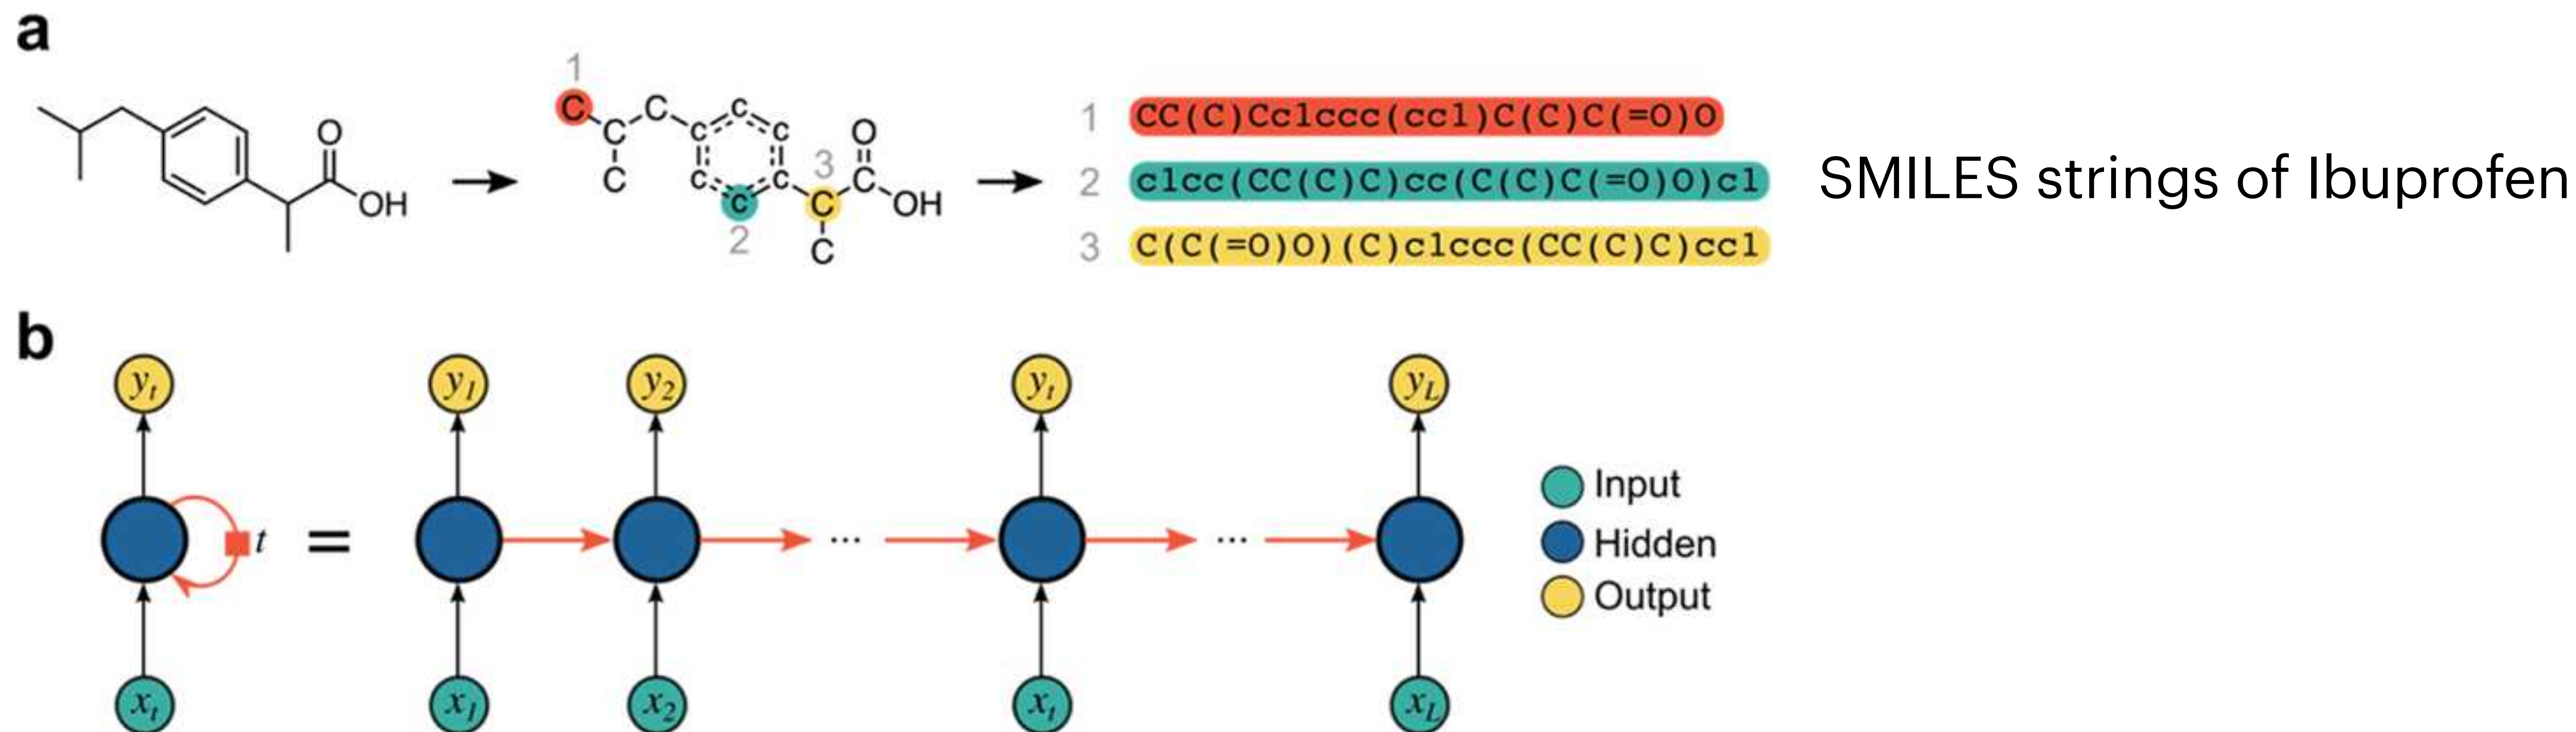 a
1
C C C
C C
C 3 O
C C C OH
C C C
2 C
1 CC(C)Cc1ccc(cc1)C(C)C(=O)O
2 c1cc(CC(C)C)cc(C(C)C(=O)O)c1
3 C(C(=O)O)(C)c1ccc(CC(C)C)cc1
SMILES strings of Ibuprofen
O
OH
b
yt y1 y2 yt yL
t = ... ...
xt x1 x2 xt xL
Input
Hidden
Output